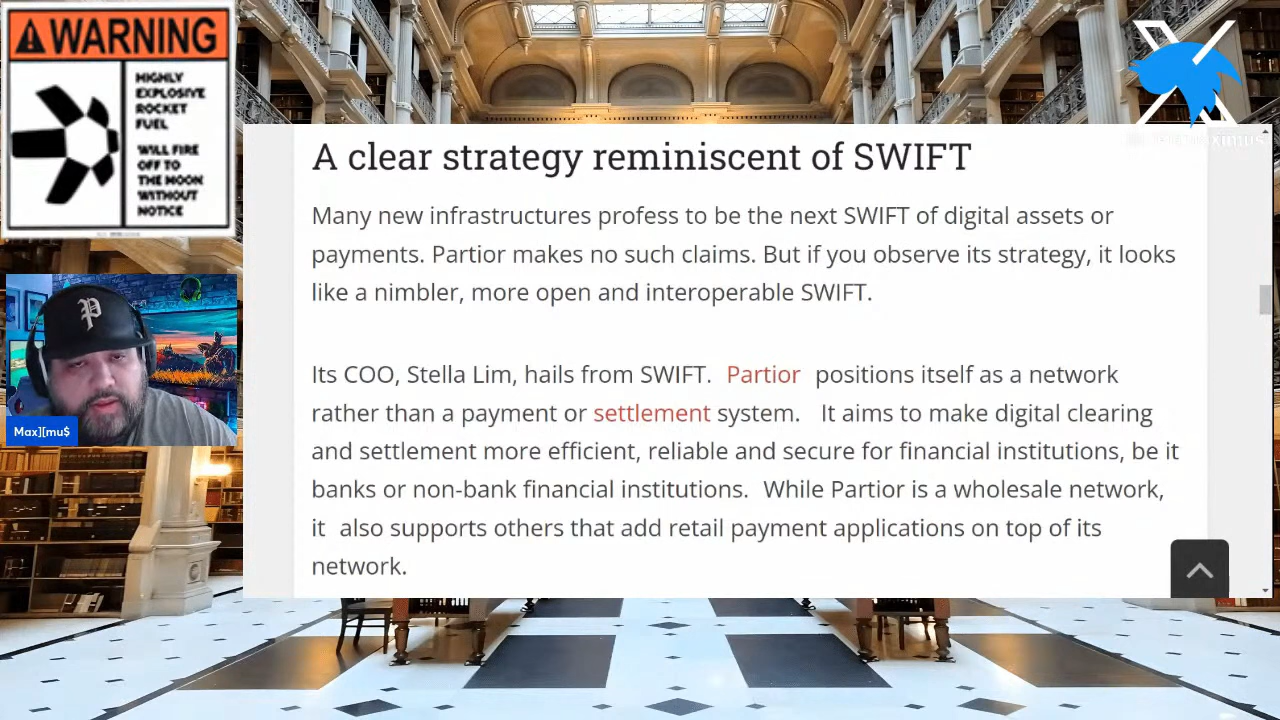 WARNING
HIGHLY
EXPLOSIVE
ROCKET
FUEL
WILL FIRE
OFF TO
THE MOON
WITHOUT
NOTICE
A clear strategy reminiscent of SWIFT
Many new infrastructures profess to be the next SWIFT of digital assets or
payments. Partior makes no such claims. But if you observe its strategy, it looks
like a nimbler, more open and interoperable SWIFT.
Its COO, Stella Lim, hails from SWIFT. Partior positions itself as a network
rather than a payment or settlement system. It aims to make digital clearing
and settlement more efficient, reliable and secure for financial institutions, be it
banks or non-bank financial institutions. While Partior is a wholesale network,
it also supports others that add retail payment applications on top of its
network.
P
Max][mu$